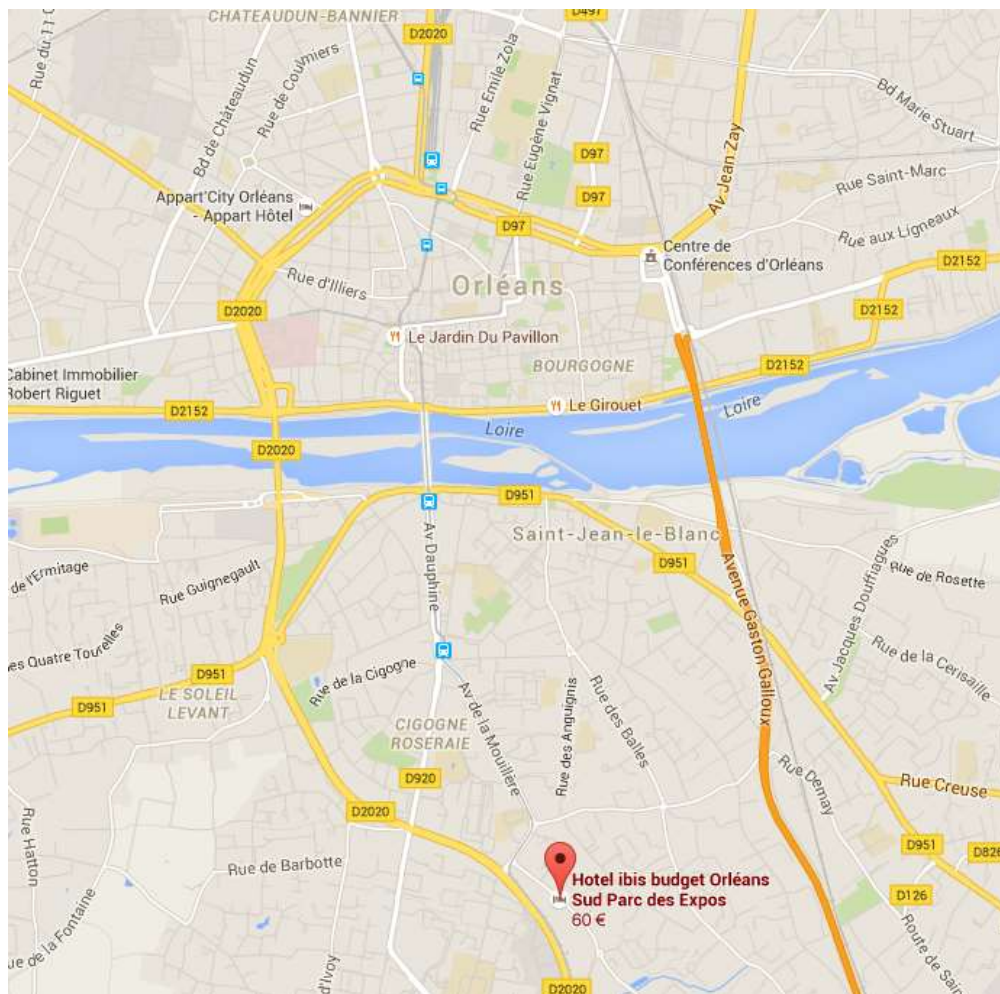 CHATEAUDUN-BANNIER
D2020
D497
Rue du 11 O
Rue de Coulmiers
Rue Emile Zola
Bd de Châteaudun
Rue Eugène Vignat
Bd Marie Stuart
D97
Av Jean Zay
Rue Saint-Marc
Appart'City Orléans
- Appart Hôtel
D97
D97
Rue aux Ligneaux
Centre de
Conférences d'Orléans
D2152
Rue d'Illiers
Orléans
D2020
D2152
Le Jardin Du Pavillon
BOURGOGNE
D2152
Cabinet Immobilier
Robert Riguet
D2152
Le Girouet
Loire
Loire
D2020
D951
Av Dauphine
Saint-Jean-le-Blanc
D951
de l'Ermitage
Rue Guignegault
Avenue Gaston Galloux
Av Jacques Douffiagues
Rue de Rosette
es Quatre Tourelles
Rue de la Cigogne
Rue de la Cerisaille
D951
D951
LE SOLEIL
LEVANT
Av de la Mouillere
Rue des Anguignis
Rue des Balles
CIGOGNE
ROSERAIE
D920
Rue Demay
Rue Creuse
D2020
Rue Hatton
Rue de Barbotte
D951
D826
Hotel ibis budget Orléans
Sud Parc des Expos
60 €
D126
ue de la Fontaine
d'Ivoy
Route de Sain
D2020